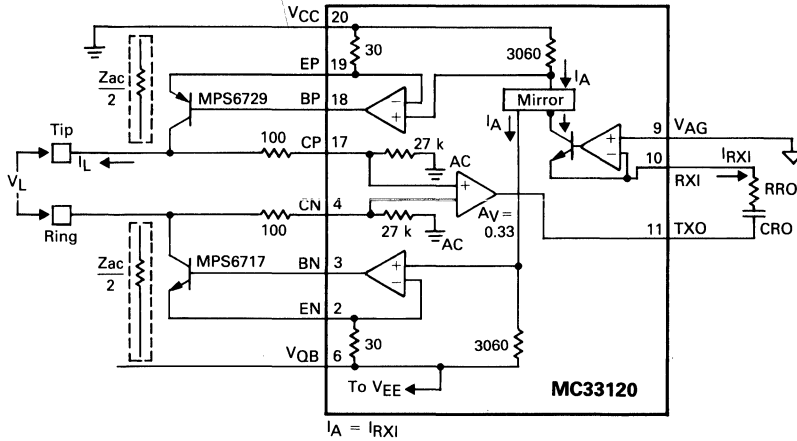 VCC 20
30
3060
EP 19
IA
Zac
2
MPS6729
BP 18
Mirror
IA
Tip
IL
100
CP 17
27 k
AC
9 VAG
10
RXI
IRXI
RRO
CRO
VL
CN 4
100
27 k
AC
AV =
0.33
11 TXO
Ring
Zac
2
MPS6717
BN 3
EN 2
30
3060
VQB 6
To VEE
MC33120
IA = IRXI